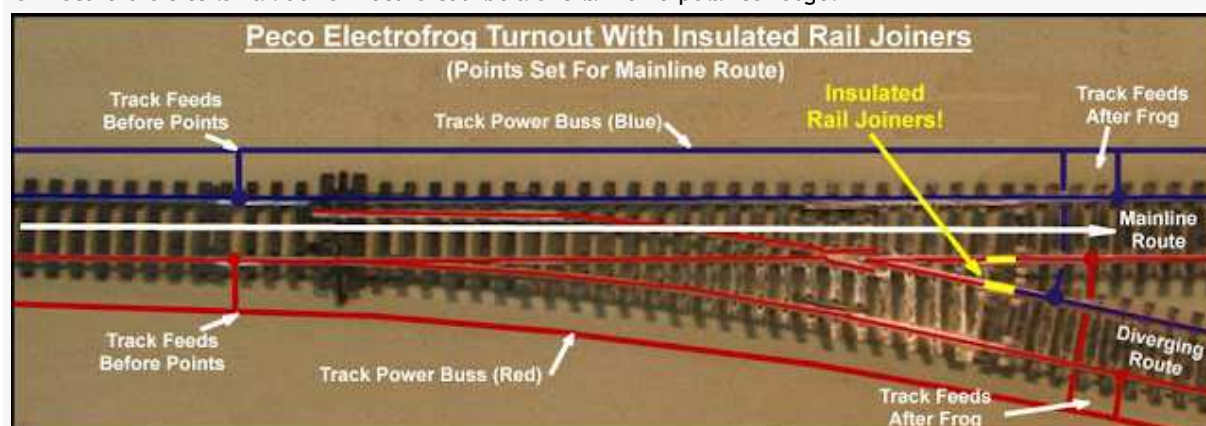 Peco Electrofrog Turnout With Insulated Rail Joiners
(Points Set For Mainline Route)
Track Feeds
Before Points
Track Power Buss (Blue)
Insulated
Rail Joiners!
Track Feeds
After Frog
Mainline
Route
Track Feeds
Before Points
Track Power Buss (Red)
Diverging
Route
Track Feeds
After Frog